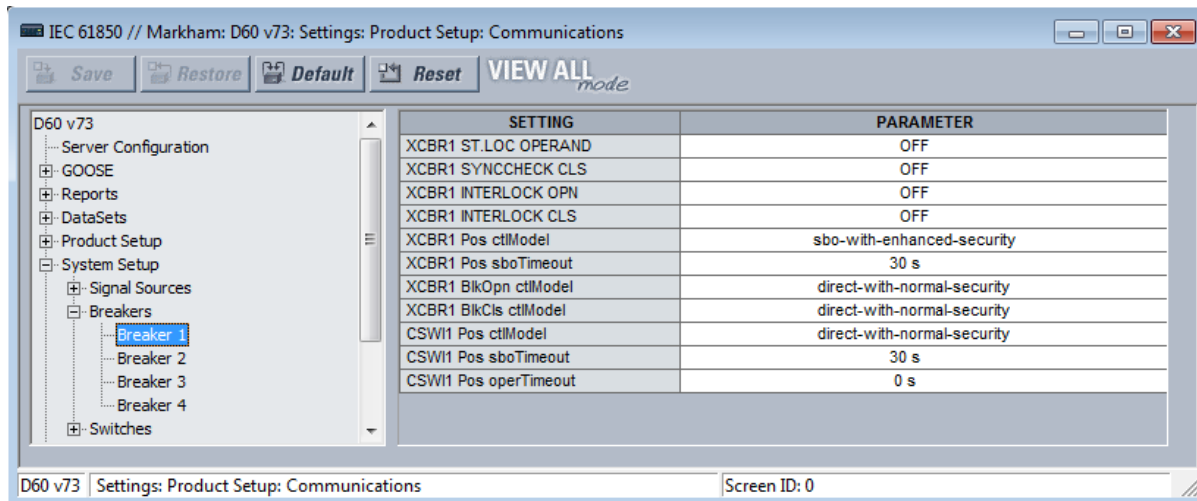 IEC 61850 // Markham: D60 v73: Settings: Product Setup: Communications
Save Restore Default Reset VIEW ALL mode
D60 v73
Server Configuration
GOOSE
Reports
DataSets
Product Setup
System Setup
Signal Sources
Breakers
Breaker 1
Breaker 2
Breaker 3
Breaker 4
Switches
SETTING PARAMETER
XCBR1 ST.LOC OPERAND OFF
XCBR1 SYNCCHECK CLS OFF
XCBR1 INTERLOCK OPN OFF
XCBR1 INTERLOCK CLS OFF
XCBR1 Pos ctlModel sbo-with-enhanced-security
XCBR1 Pos sboTimeout 30 s
XCBR1 BlkOpn ctlModel direct-with-normal-security
XCBR1 BlkCls ctlModel direct-with-normal-security
CSWI1 Pos ctlModel direct-with-normal-security
CSWI1 Pos sboTimeout 30 s
CSWI1 Pos operTimeout 0 s
D60 v73 Settings: Product Setup: Communications Screen ID: 0